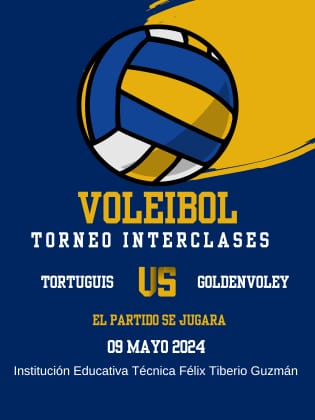 VOLEIBOL
TORNEO INTERCLASES
TORTUGUIS VS GOLDENVOLEY
EL PARTIDO SE JUGARA
09 MAYO 2024
Institución Educativa Técnica Félix Tiberio Guzmán